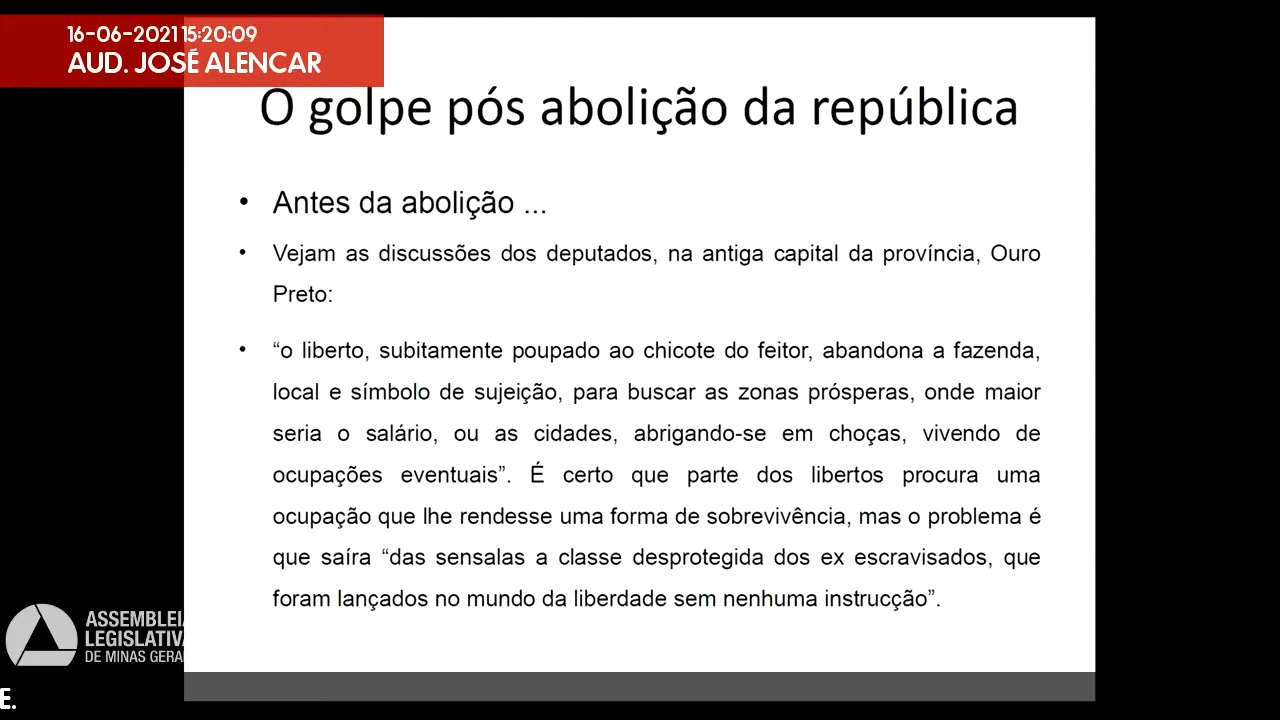 16-06-2021 15:20:09
AUD. JOSÉ ALENCAR
O golpe pós abolição da república
• Antes da abolição ...
• Vejam as discussões dos deputados, na antiga capital da província, Ouro
Preto:
• “o liberto, subitamente poupado ao chicote do feitor, abandona a fazenda,
local e símbolo de sujeição, para buscar as zonas prósperas, onde maior
seria o salário, ou as cidades, abrigando-se em choças, vivendo de
ocupações eventuais”. É certo que parte dos libertos procura uma
ocupação que lhe rendesse uma forma de sobrevivência, mas o problema é
que saíra “das sensalas a classe desprotegida dos ex escravisados, que
foram lançados no mundo da liberdade sem nenhuma instrucção”.
ASSEMBLEIA
LEGISLATIVA
DE MINAS GERAI
E.